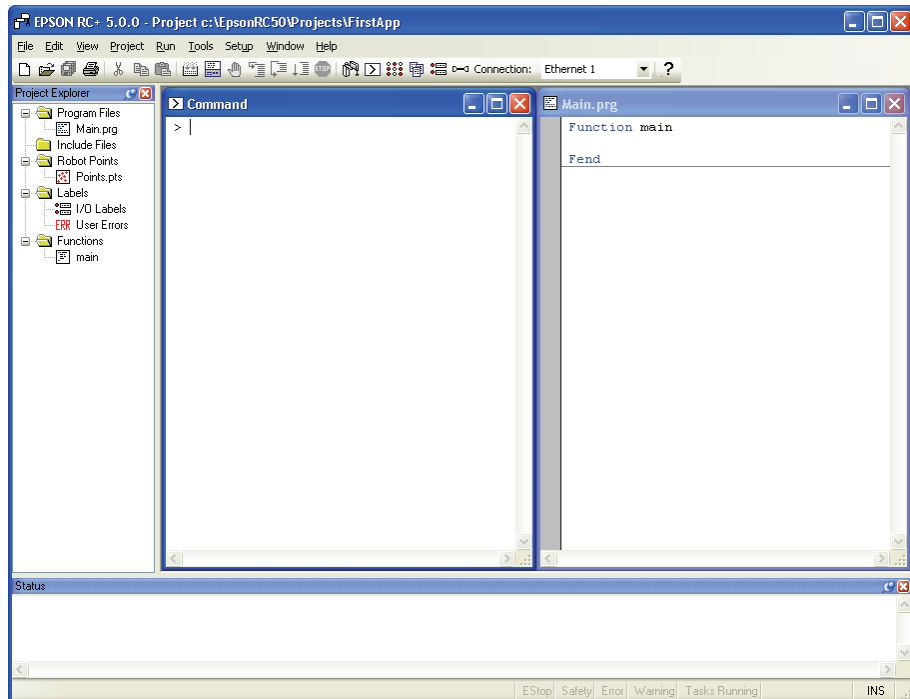 EPSON RC+ 5.0.0 - Project c:\EpsonRC50\Projects\FirstApp
File Edit View Project Run Tools Setup Window Help
STOP Connection: Ethernet 1 ?
Project Explorer
Program Files
Main.prg
Include Files
Robot Points
Points.pts
Labels
I/O Labels
ERR User Errors
Functions
main
Command
>
Main.prg
Function main
Fend
Status
EStop Safety Error Warning Tasks Running INS